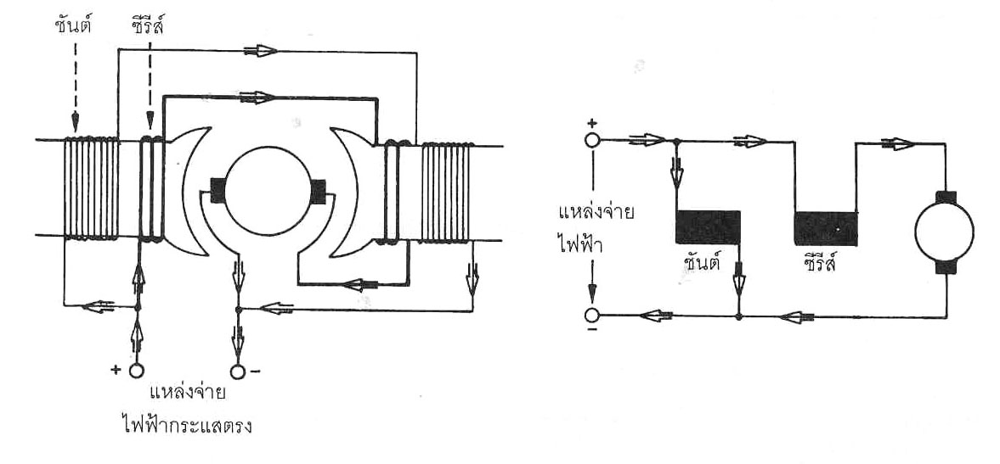 ชันต์
ซีรีส์
+
-
แหล่งจ่าย
ไฟฟ้ากระแสตรง
+
แหล่งจ่าย
ไฟฟ้า
-
ชันต์
ซีรีส์